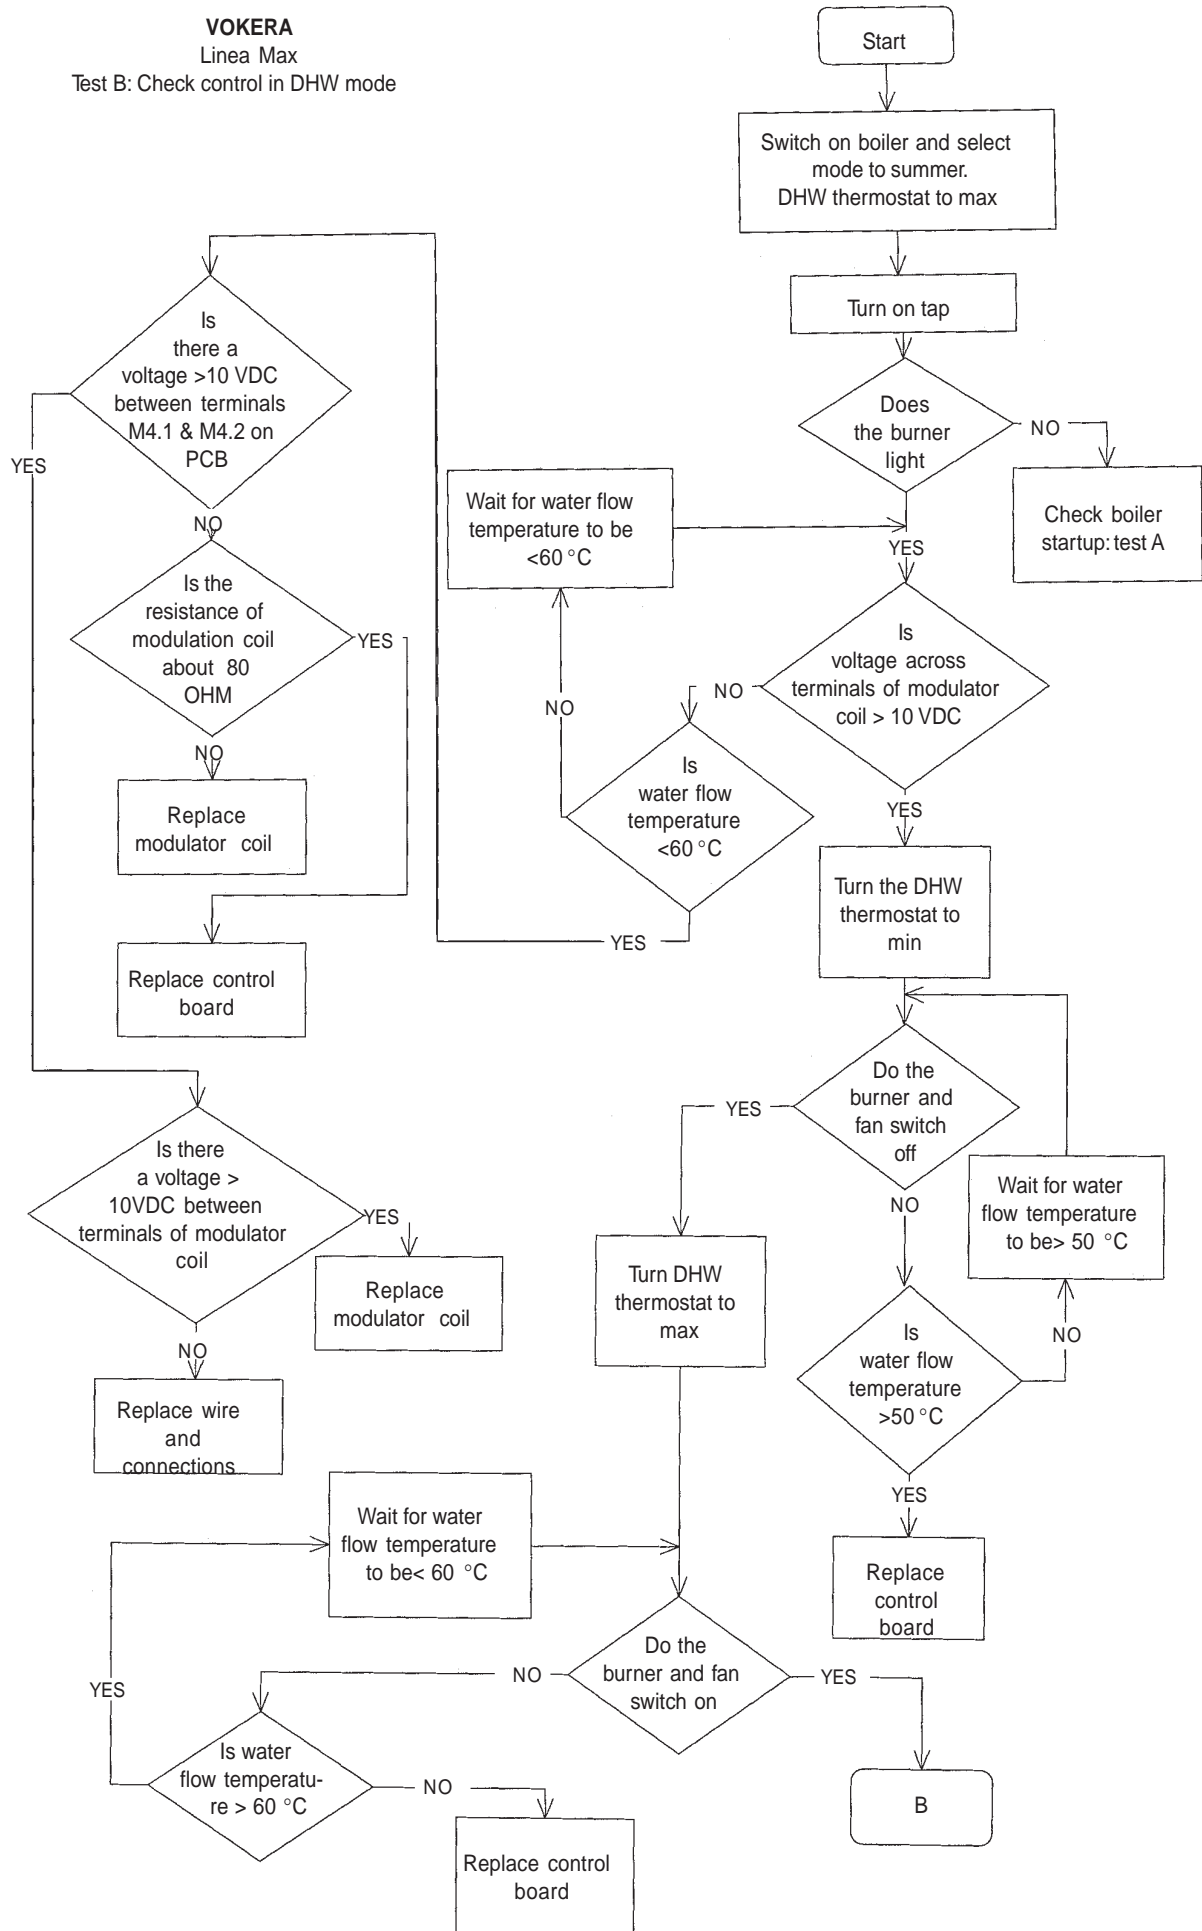 VOKERA
Linea Max
Test B: Check control in DHW mode
Start
Switch on boiler and select
mode to summer.
DHW thermostat to max
Turn on tap
Does
the burner
light
NO
Check boiler
startup: test A
YES
Wait for water flow
temperature to be
<60 °C
Is
voltage across
terminals of modulator
coil > 10 VDC
NO
Is
water flow
temperature
<60 °C
NO
YES
Is
there a
voltage >10 VDC
between terminals
M4.1 & M4.2 on
PCB
YES
NO
Is the
resistance of
modulation coil
about 80
OHM
YES
NO
Replace
modulator coil
Replace control
board
Is there
a voltage >
10VDC between
terminals of modulator
coil
YES
Replace
modulator coil
NO
Replace wire
and
connections
YES
Turn the DHW
thermostat to
min
Do the
burner and
fan switch
off
YES
NO
Wait for water
flow temperature
to be> 50 °C
Is
water flow
temperature
>50 °C
NO
YES
Replace
control
board
Turn DHW
thermostat to
max
Wait for water
flow temperature
to be< 60 °C
Do the
burner and fan
switch on
NO
YES
B
Is water
flow temperatu-
re > 60 °C
YES
NO
Replace control
board